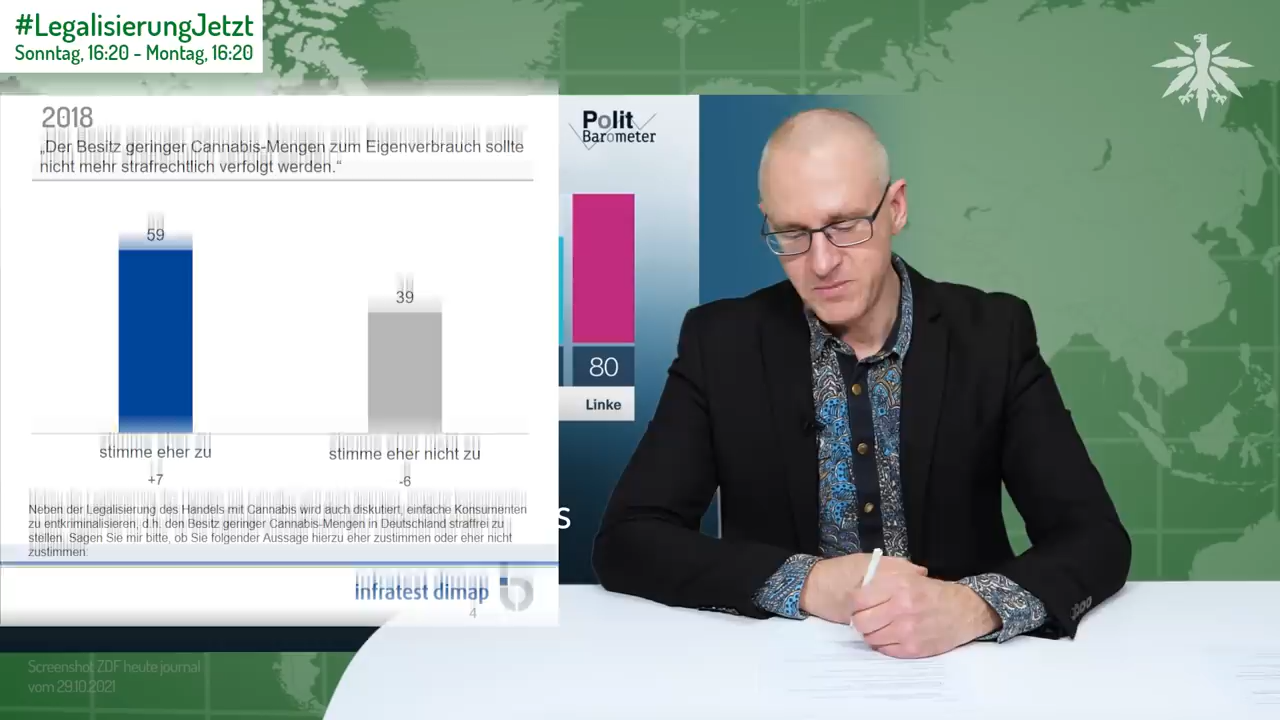 #LegalisierungJetzt
Sonntag, 16:20 - Montag, 16:20
2018
„Der Besitz geringer Cannabis-Mengen zum Eigenverbrauch sollte
nicht mehr strafrechtlich verfolgt werden.“
59
39
stimme eher zu
stimme eher nicht zu
+7
-6
Neben der Legalisierung des Handels mit Cannabis wird auch diskutiert, einfache Konsumenten
zu entkriminalisieren, d.h. den Besitz geringer Cannabis-Mengen in Deutschland straffrei zu
stellen. Sagen Sie mir bitte, ob Sie folgender Aussage hierzu eher zustimmen oder eher nicht
zustimmen:
infratest dimap
4
Polit
Barometer
80
Linke
s
Screenshot ZDF heute journal
vom 29.10.2021